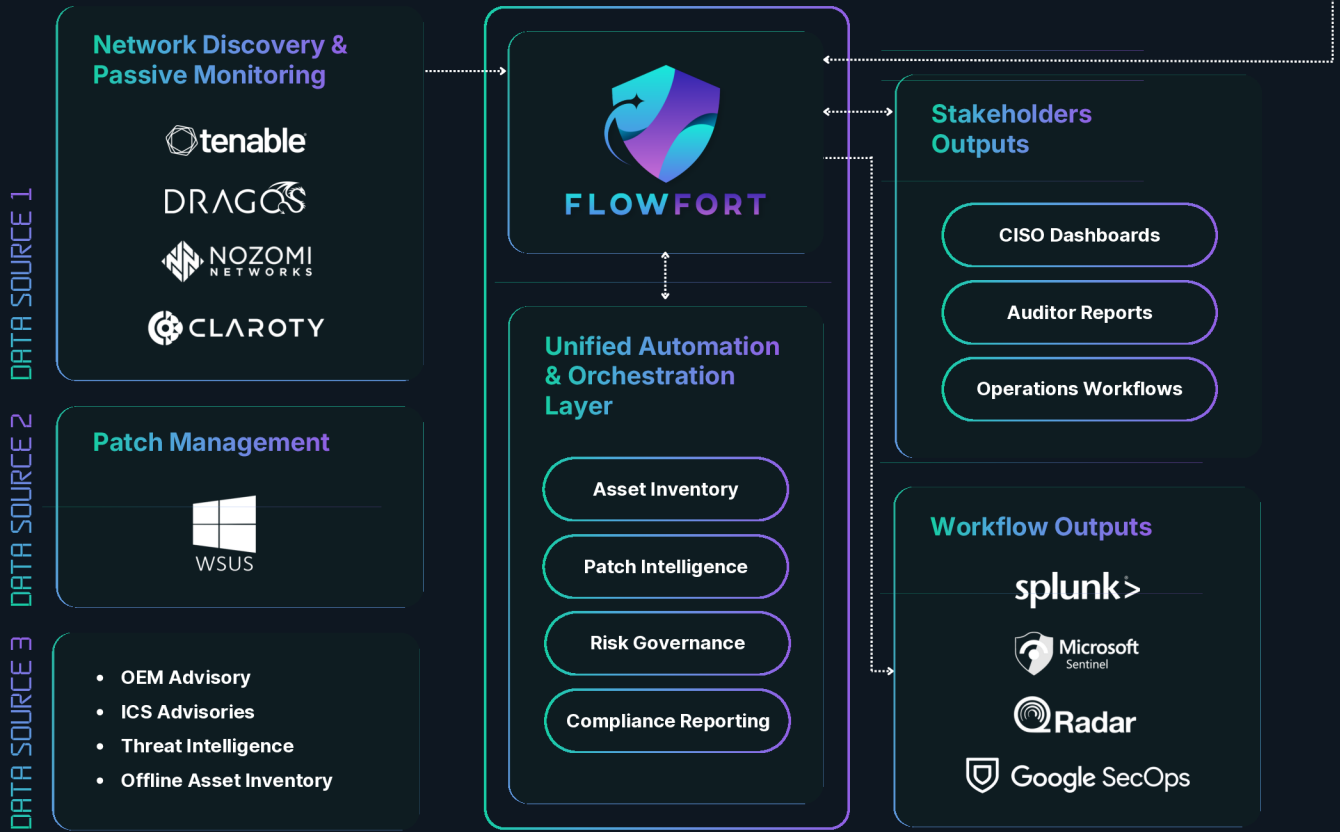 DATA SOURCE 1
Network Discovery &
Passive Monitoring
tenable
DRAGOS
NOZOMI
NETWORKS
CLAROTY
DATA SOURCE 2
Patch Management
WSUS
DATA SOURCE 3
• OEM Advisory
• ICS Advisories
• Threat Intelligence
• Offline Asset Inventory
FLOWFORT
Unified Automation
& Orchestration
Layer
Asset Inventory
Patch Intelligence
Risk Governance
Compliance Reporting
Stakeholders
Outputs
CISO Dashboards
Auditor Reports
Operations Workflows
Workflow Outputs
splunk>
Microsoft
Sentinel
QRadar
Google SecOps